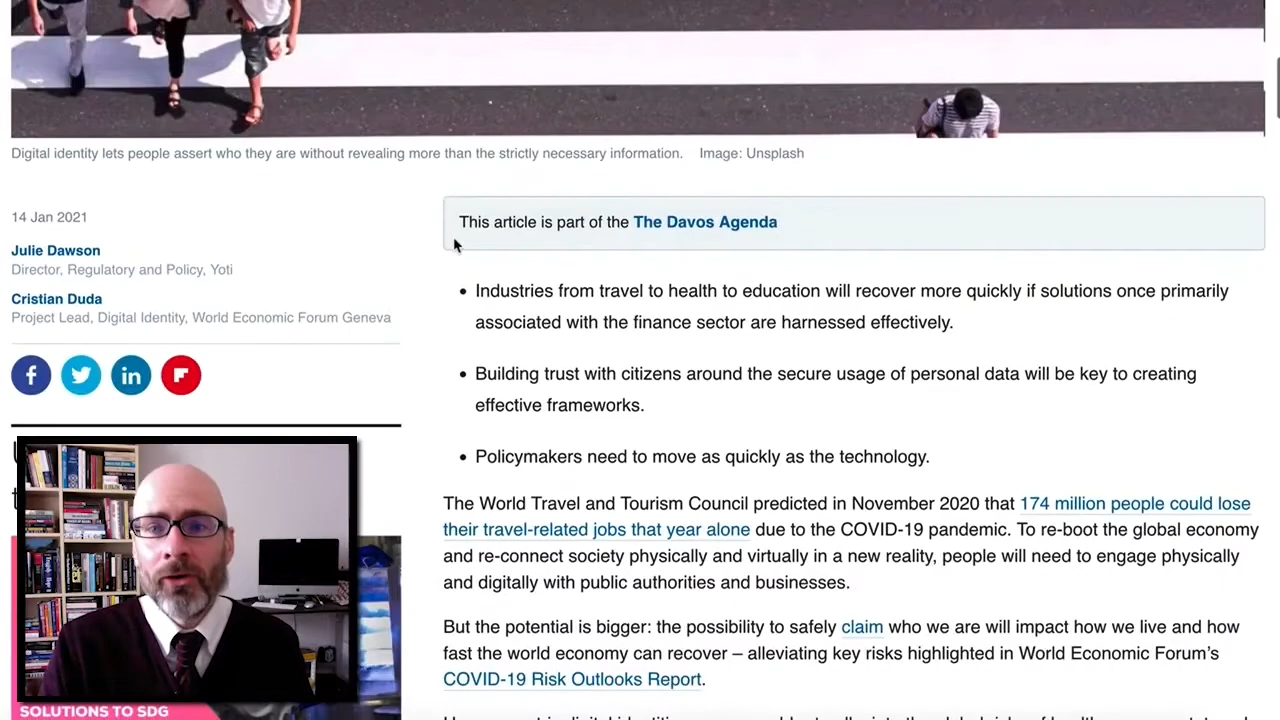 Digital identity lets people assert who they are without revealing more than the strictly necessary information. Image: Unsplash
14 Jan 2021
Julie Dawson
Director, Regulatory and Policy, Yoti
Cristian Duda
Project Lead, Digital Identity, World Economic Forum Geneva
This article is part of the The Davos Agenda
Industries from travel to health to education will recover more quickly if solutions once primarily
associated with the finance sector are harnessed effectively.
Building trust with citizens around the secure usage of personal data will be key to creating
effective frameworks.
Policymakers need to move as quickly as the technology.
The World Travel and Tourism Council predicted in November 2020 that 174 million people could lose
their travel-related jobs that year alone due to the COVID-19 pandemic. To re-boot the global economy
and re-connect society physically and virtually in a new reality, people will need to engage physically
and digitally with public authorities and businesses.
But the potential is bigger: the possibility to safely claim who we are will impact how we live and how
fast the world economy can recover – alleviating key risks highlighted in World Economic Forum's
COVID-19 Risk Outlooks Report.
SOLUTIONS TO SDG